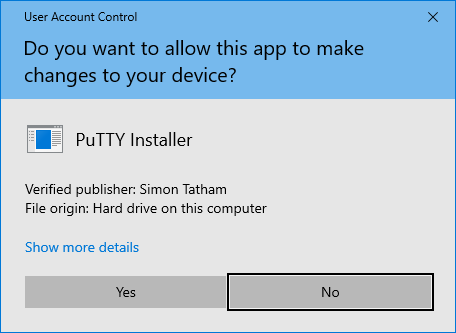 User Account Control
Do you want to allow this app to make
changes to your device?
PuTTY Installer
Verified publisher: Simon Tatham
File origin: Hard drive on this computer
Show more details
Yes
No